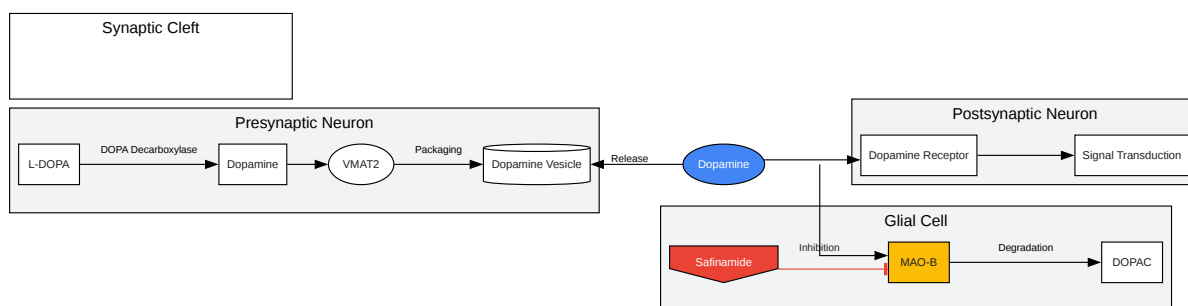 Synaptic Cleft
Presynaptic Neuron
L-DOPA
DOPA Decarboxylase
Dopamine
VMAT2
Packaging
Dopamine Vesicle
Release
Dopamine
Postsynaptic Neuron
Dopamine Receptor
Signal Transduction
Glial Cell
Safinamide
Inhibition
MAO-B
Degradation
DOPAC